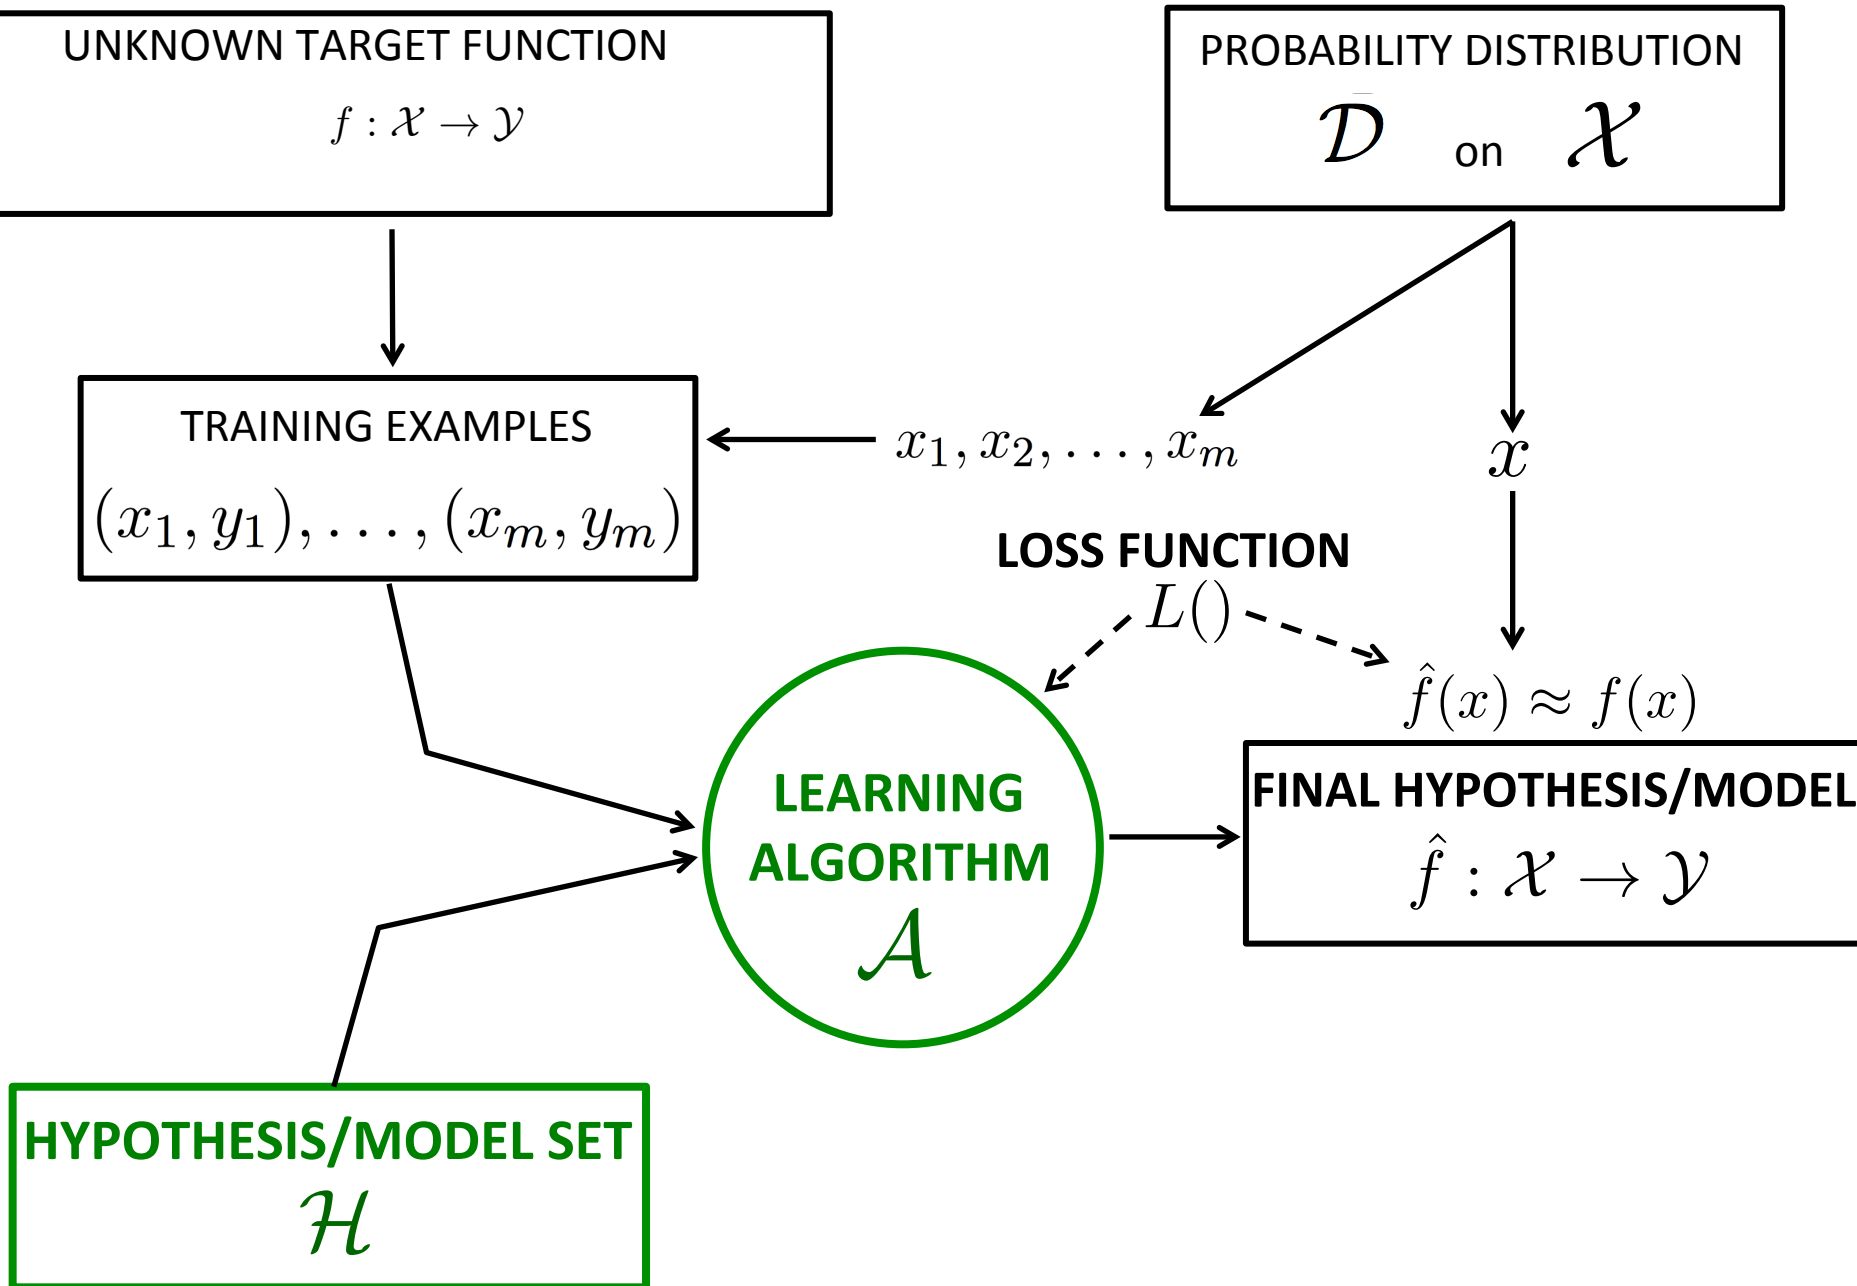 UNKNOWN TARGET FUNCTION
f : 𝒳 → 𝒴
PROBABILITY DISTRIBUTION
𝒟 on 𝒳
TRAINING EXAMPLES
(x₁, y₁), . . . , (xₘ, yₘ)
x₁, x₂, . . . , xₘ
x
LOSS FUNCTION
L()
f̂(x) ≈ f(x)
LEARNING
ALGORITHM
𝒜
FINAL HYPOTHESIS/MODEL
f̂ : 𝒳 → 𝒴
HYPOTHESIS/MODEL SET
ℋ